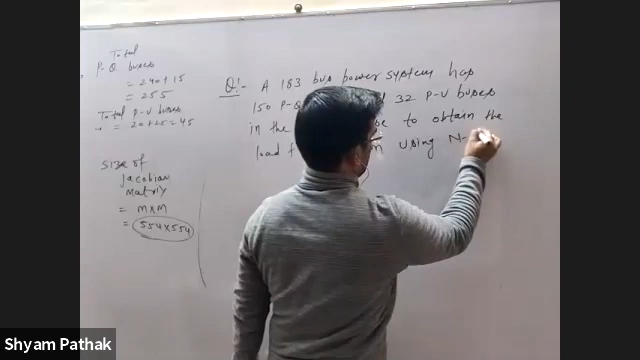 Total
P-Q buses
= 240+15
= 255
Total P-V buses
= 20+25=45
size of
Jacobian
matrix
= m×m
= 554×554
Q:- A 183 bus power system has
150 P-Q 32 P-V buses
in the to obtain the
load using N-
Shyam Pathak